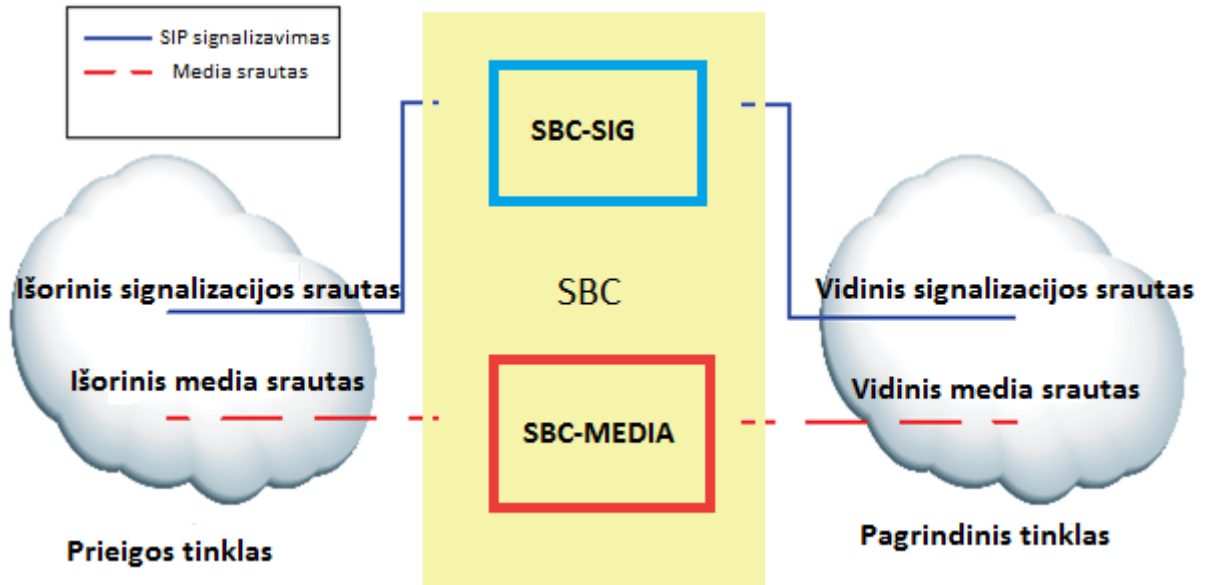 SIP signalizavimas
Media srautas
SBC-SIG
Išorinis signalizacijos srautas
SBC
Vidinis signalizacijos srautas
Išorinis media srautas
Vidinis media srautas
SBC-MEDIA
Prieigos tinklas
Pagrindinis tinklas